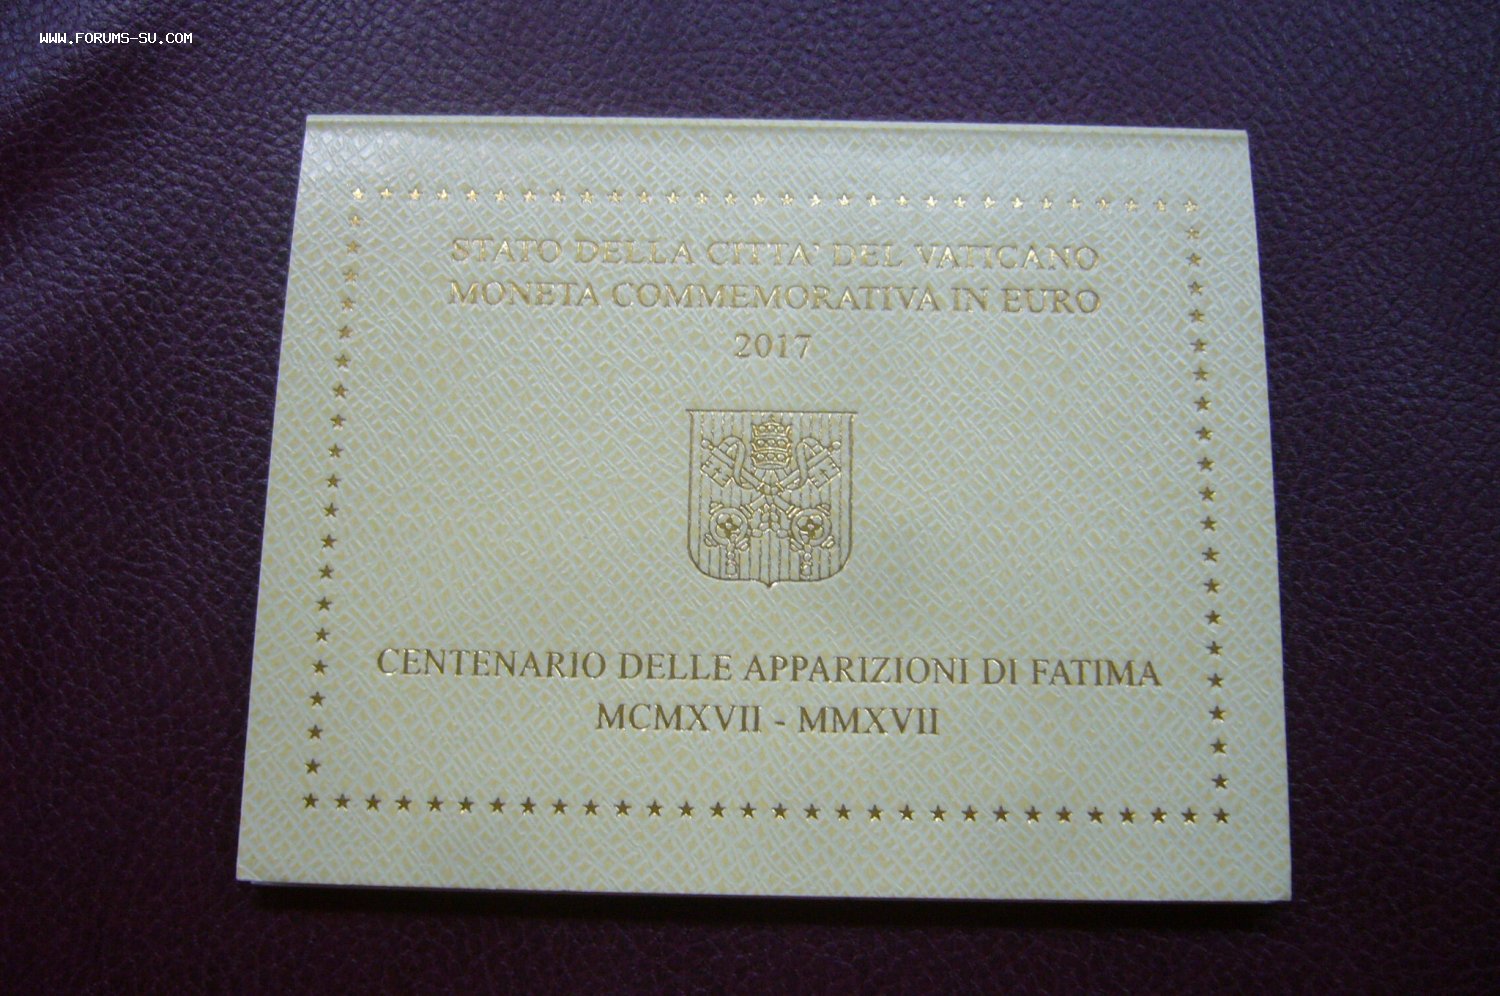 WWW.FORUMS-SU.COM
STATO DELLA CITTA' DEL VATICANO
MONETA COMMEMORATIVA IN EURO
2017
CENTENARIO DELLE APPARIZIONI DI FATIMA
MCMXVII - MMXVII